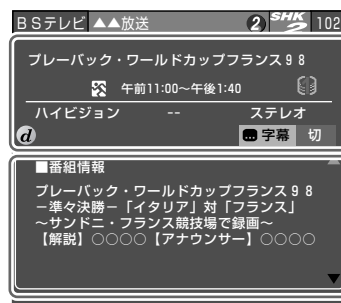 BSテレビ ▲▲放送 2 SHK 2 102
プレーバック・ワールドカップフランス98
午前11:00～午後1:40
ハイビジョン -- ステレオ
d 字幕 切
■番組情報
プレーバック・ワールドカップフランス98
－準々決勝－「イタリア」対「フランス」
～サンドニ・フランス競技場で録画～
【解説】○○○○【アナウンサー】○○○○